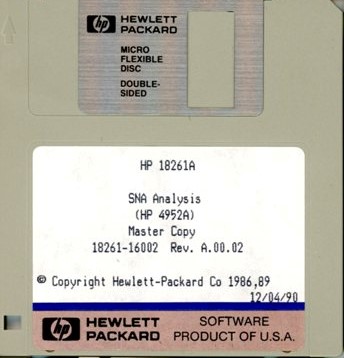 hp HEWLETT
PACKARD
MICRO
FLEXIBLE
DISC
DOUBLE-
SIDED
HP 18261A
SNA Analysis
(HP 4952A)
Master Copy
18261-16002 Rev. A.00.02
© Copyright Hewlett-Packard Co 1986,89
12/04/90
hp HEWLETT
PACKARD
SOFTWARE
PRODUCT OF U.S.A.